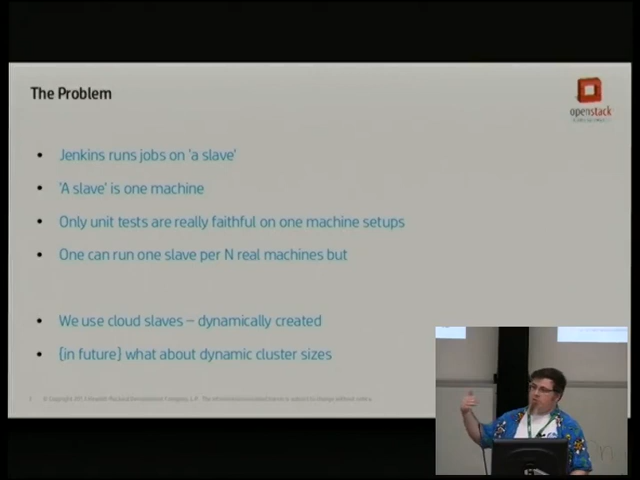 The Problem
openstack
• Jenkins runs jobs on 'a slave'
• 'A slave' is one machine
• Only unit tests are really faithful on one machine setups
• One can run one slave per N real machines but
• We use cloud slaves – dynamically created
• (in future) what about dynamic cluster sizes